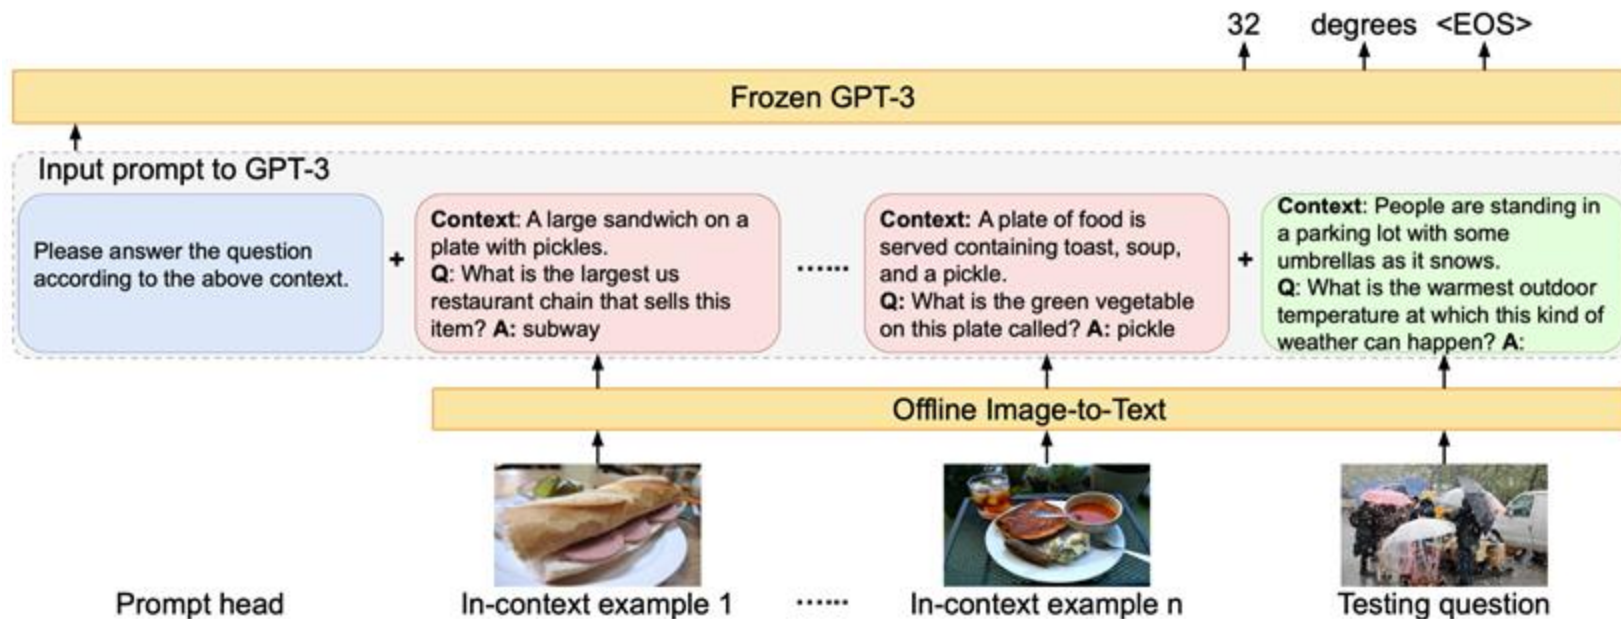 32 degrees <EOS>
Frozen GPT-3
Input prompt to GPT-3
Please answer the question
according to the above context.
+
Context: A large sandwich on a
plate with pickles.
Q: What is the largest us
restaurant chain that sells this
item? A: subway
......
Context: A plate of food is
served containing toast, soup,
and a pickle.
Q: What is the green vegetable
on this plate called? A: pickle
+
Context: People are standing in
a parking lot with some
umbrellas as it snows.
Q: What is the warmest outdoor
temperature at which this kind of
weather can happen? A:
Offline Image-to-Text
Prompt head
In-context example 1
......
In-context example n
Testing question